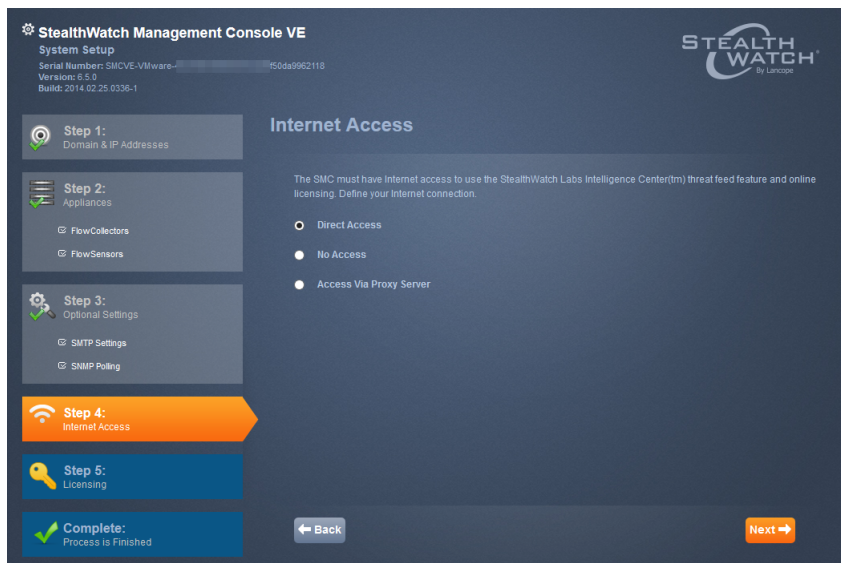 StealthWatch Management Console VE
System Setup
Serial Number: SMCVE-VMware- f50da9962118
Version: 6.5.0
Build: 2014.02.25.0336-1
STEALTH
WATCH
By Lancope
Step 1:
Domain & IP Addresses
Step 2:
Appliances
FlowCollectors
FlowSensors
Step 3:
Optional Settings
SMTP Settings
SNMP Polling
Step 4:
Internet Access
Step 5:
Licensing
Complete:
Process is Finished
Internet Access
The SMC must have internet access to use the StealthWatch Labs Intelligence Center(tm) threat feed feature and online
licensing. Define your Internet connection.
Direct Access
No Access
Access Via Proxy Server
Back
Next